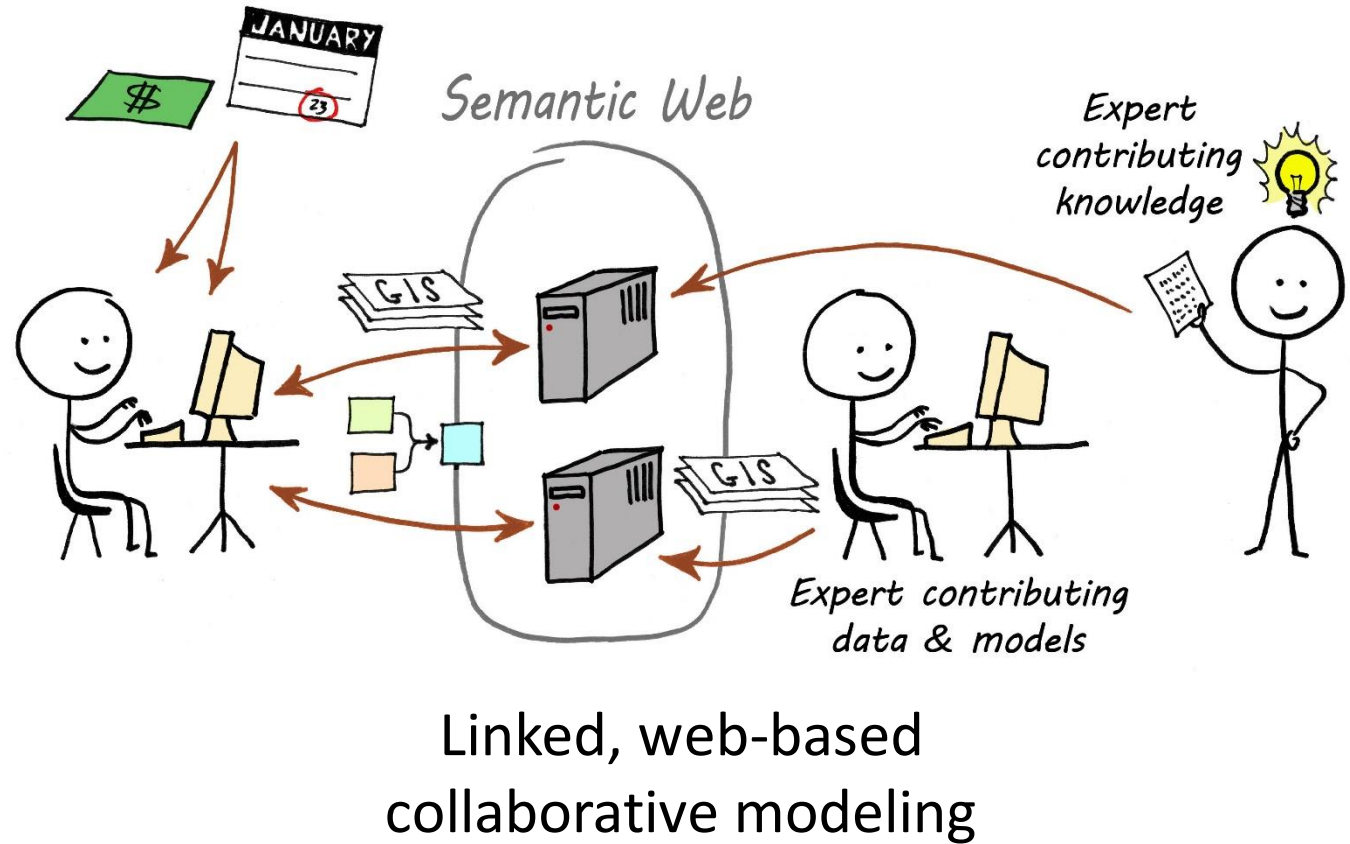 JANUARY
23
$
Semantic Web
Expert
contributing
knowledge
GIS
GIS
Expert contributing
data & models
Linked, web-based
collaborative modeling